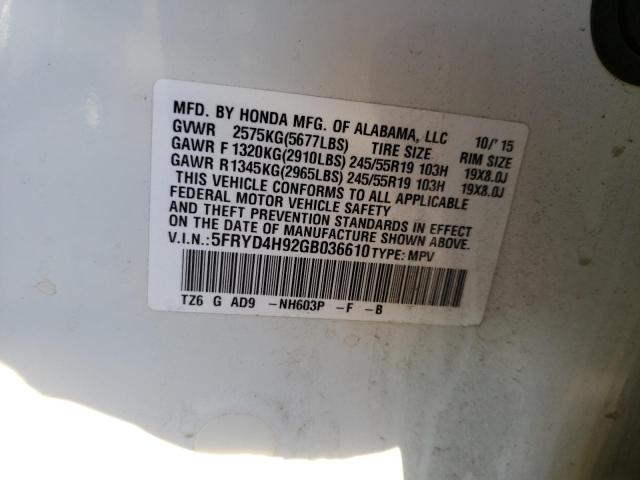 MFD. BY HONDA MFG. OF ALABAMA, LLC 10/'15
GVWR 2575KG(5677LBS) TIRE SIZE RIM SIZE
GAWR F 1320KG(2910LBS) 245/55R19 103H 19X8.0J
GAWR R1345KG(2965LBS) 245/55R19 103H 19X8.0J
THIS VEHICLE CONFORMS TO ALL APPLICABLE
FEDERAL MOTOR VEHICLE SAFETY
AND THEFT PREVENTION STANDARDS IN EFFECT
ON THE DATE OF MANUFACTURE SHOWN ABOVE.
V.I.N.:5FRYD4H92GB036610 TYPE: MPV
TZ6 G AD9 -NH603P -F -B